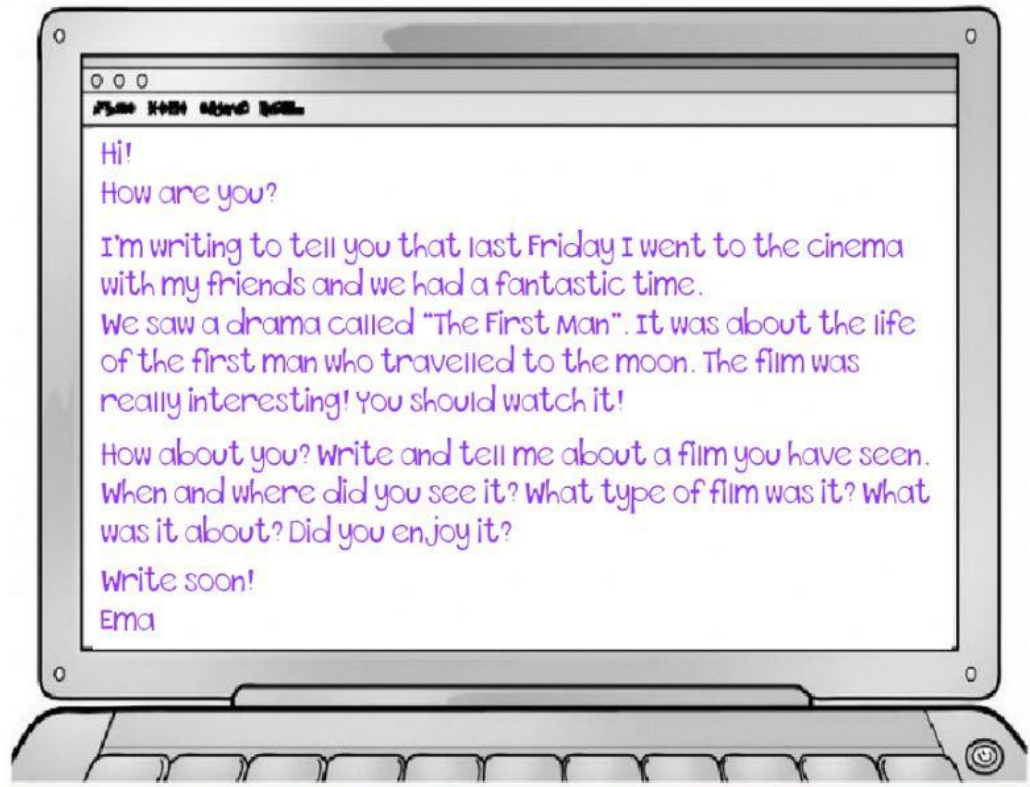 Hi!
How are you?
I'm writing to tell you that last Friday I went to the cinema
with my friends and we had a fantastic time.
We saw a drama called "The First Man". It was about the life
of the first man who travelled to the moon. The film was
really interesting! You should watch it!
How about you? Write and tell me about a film you have seen.
When and where did you see it? What type of film was it? What
was it about? Did you enjoy it?
Write soon!
Ema